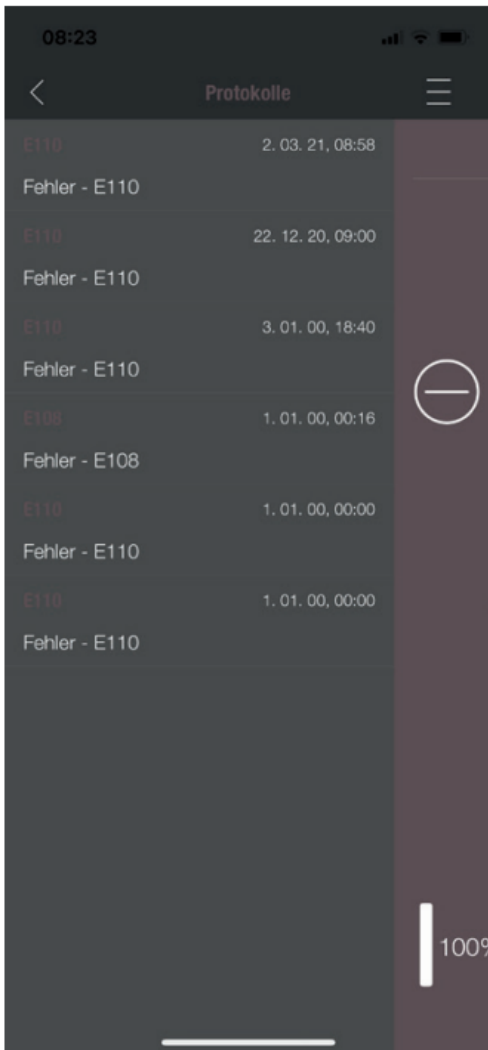 08:23
Protokolle
E110 2. 03. 21, 08:58
Fehler - E110
E110 22. 12. 20, 09:00
Fehler - E110
E110 3. 01. 00, 18:40
Fehler - E110
E108 1. 01. 00, 00:16
Fehler - E108
E110 1. 01. 00, 00:00
Fehler - E110
E110 1. 01. 00, 00:00
Fehler - E110
100%